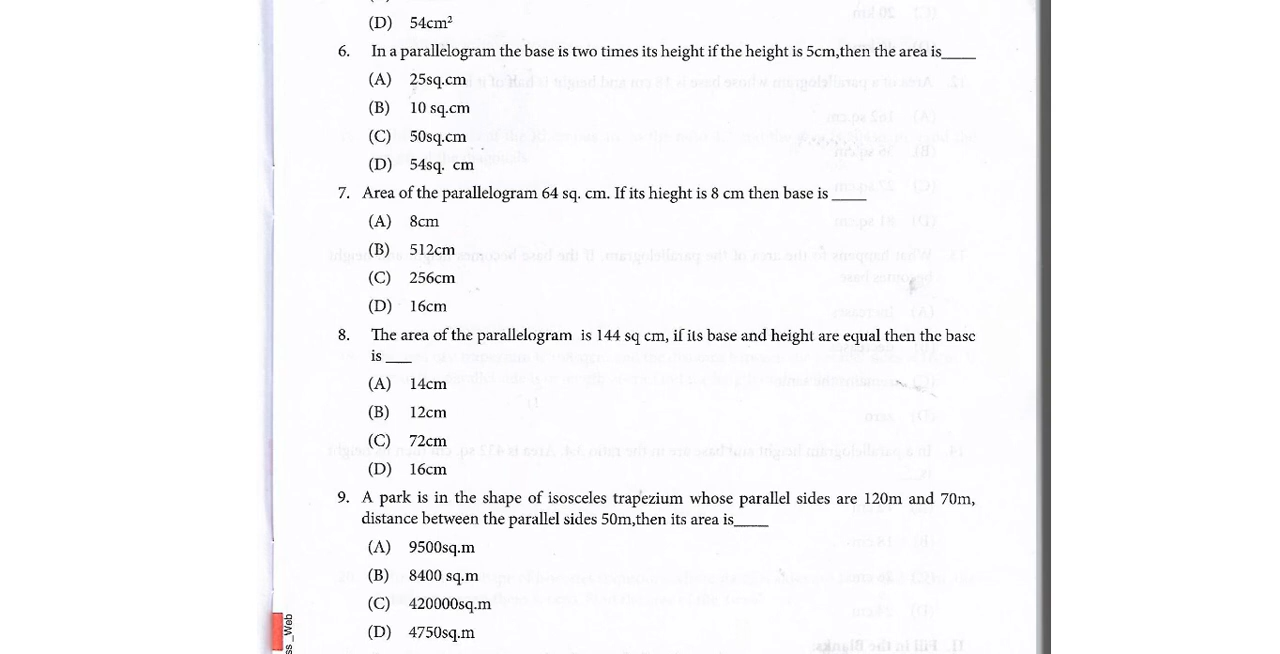 (D) 54cm²
6. In a parallelogram the base is two times its height if the height is 5cm,then the area is____
(A) 25sq.cm
(B) 10 sq.cm
(C) 50sq.cm
(D) 54sq. cm
7. Area of the parallelogram 64 sq. cm. If its hieght is 8 cm then base is ____
(A) 8cm
(B) 512cm
(C) 256cm
(D) 16cm
8. The area of the parallelogram is 144 sq cm, if its base and height are equal then the base
is ___
(A) 14cm
(B) 12cm
(C) 72cm
(D) 16cm
9. A park is in the shape of isosceles trapezium whose parallel sides are 120m and 70m,
distance between the parallel sides 50m,then its area is____
(A) 9500sq.m
(B) 8400 sq.m
(C) 420000sq.m
(D) 4750sq.m
ss _Web